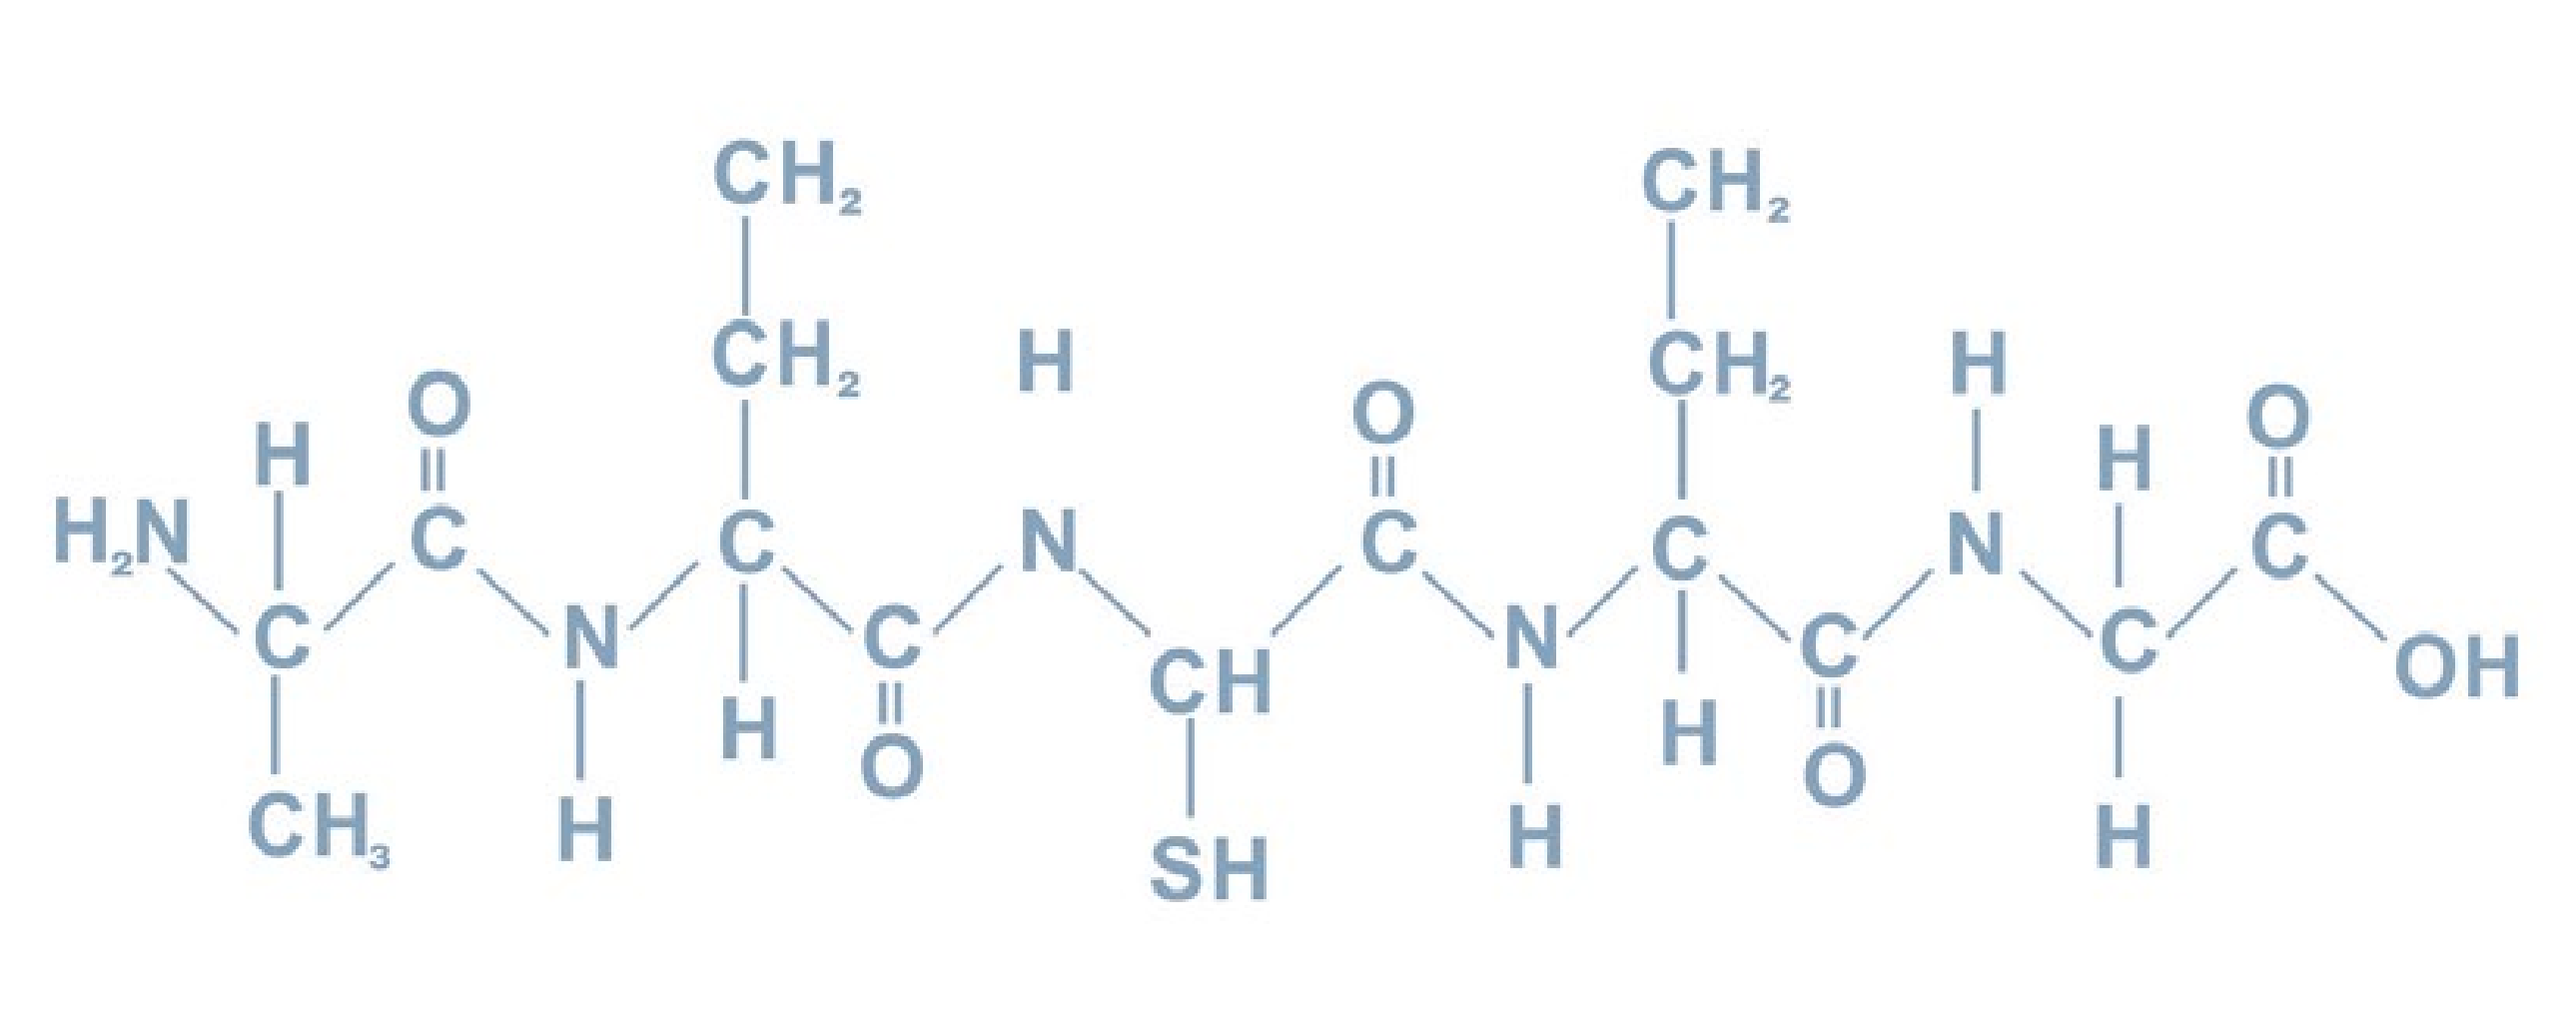 CH₂ CH₂
CH₂ H CH₂ H
O O O
H H
H₂N C C N C C N C
C N C CH N C C OH
H H
O O
CH₃ H SH H H